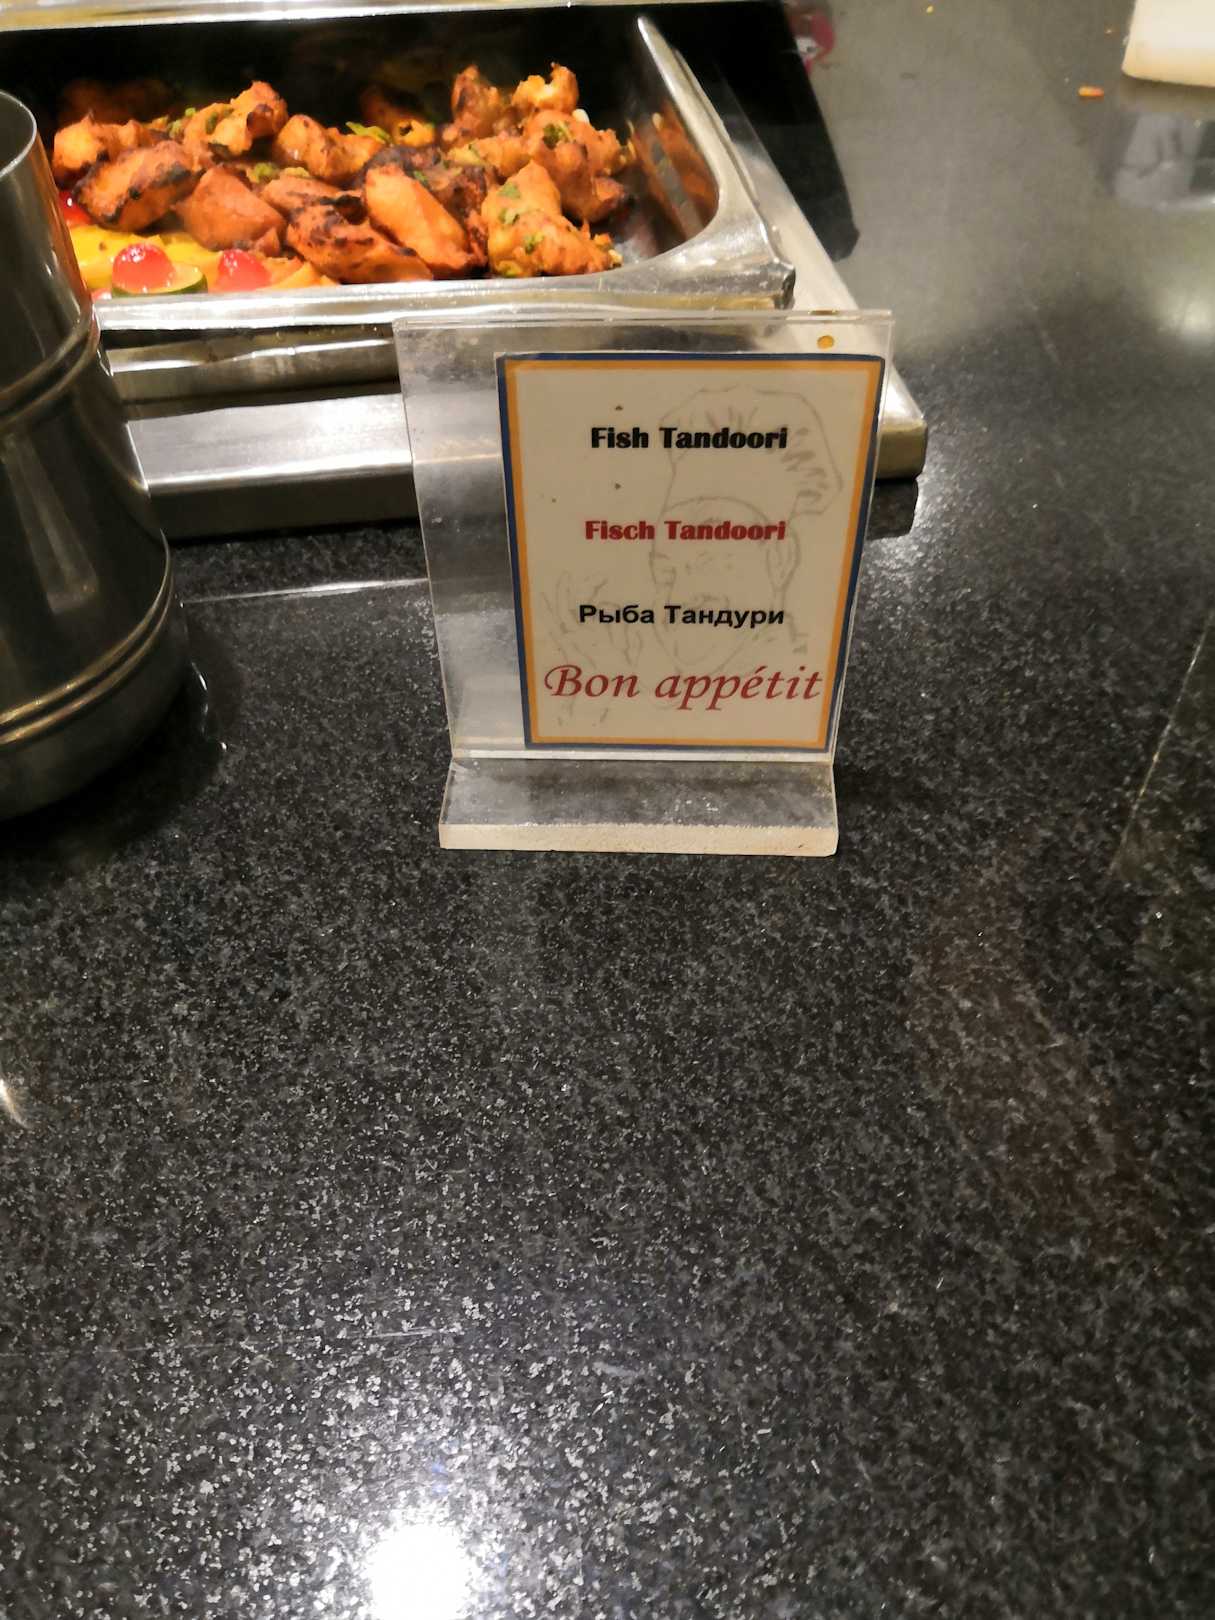 Fish Tandoori
Fisch Tandoori
Рыба Тандури
Bon appétit